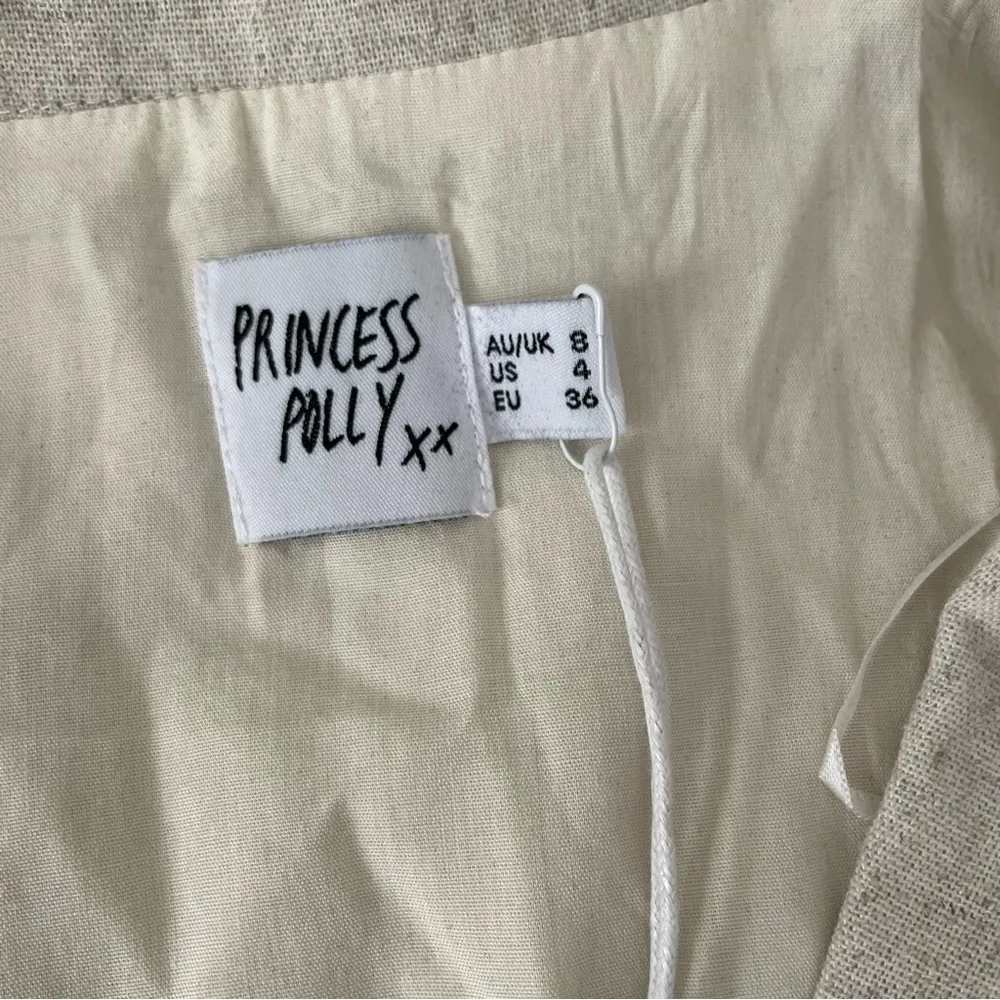 PRINCESS
POLLY xx
AU/UK 8
US 4
EU 36